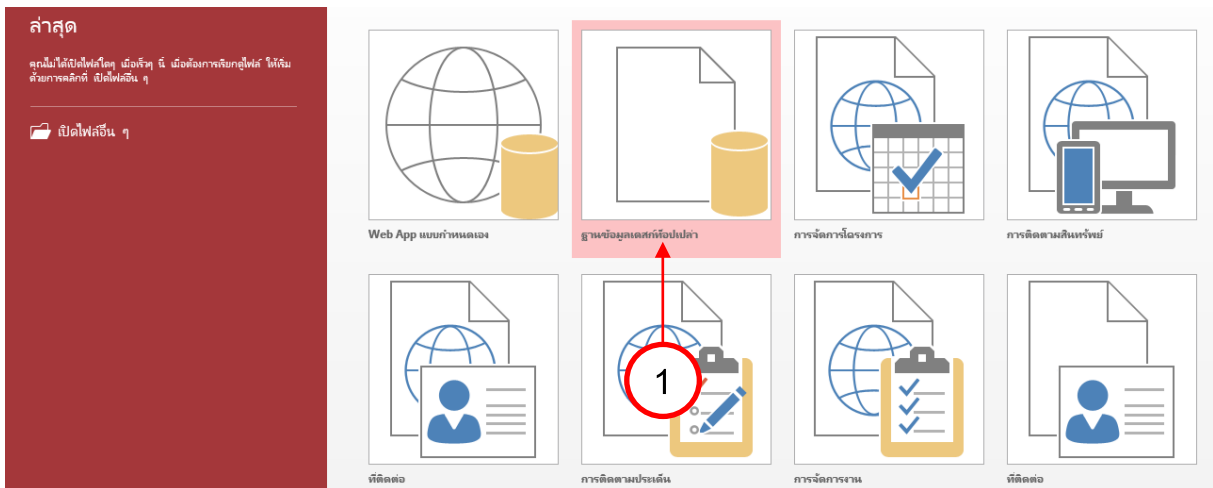 ล่าสุด
คุณไม่ได้เปิดไฟล์ใดๆ เมื่อเร็วๆ นี้ เมื่อต้องการเรียกดูไฟล์ ให้เริ่ม
ด้วยการคลิกที่ เปิดไฟล์อื่น ๆ
เปิดไฟล์อื่น ๆ
Web App แบบกำหนดเอง
ฐานข้อมูลเดสก์ท็อปเปล่า
การจัดการโครงการ
การติดตามสินทรัพย์
1
ที่ติดต่อ
การติดตามประเด็น
การจัดการงาน
ที่ติดต่อ